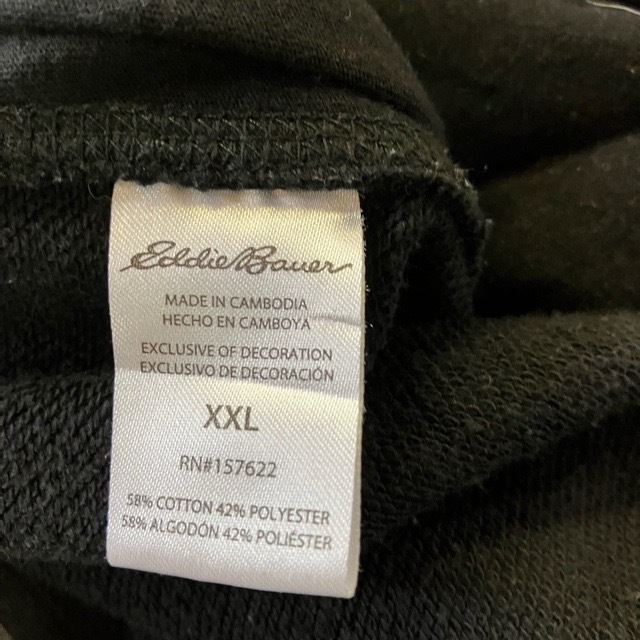 Eddie Bauer
MADE IN CAMBODIA
HECHO EN CAMBOYA
EXCLUSIVE OF DECORATION
EXCLUSIVO DE DECORACIÓN
XXL
RN#157622
58% COTTON 42% POLYESTER
58% ALGODÓN 42% POLIÉSTER